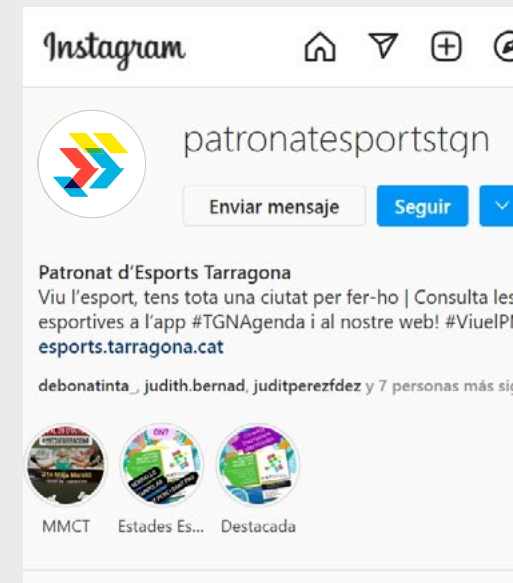 Instagram
patronatesportstgn
Enviar mensaje
Seguir
Patronat d'Esports Tarragona
Viu l'esport, tens tota una ciutat per fer-ho | Consulta les
esportives a l'app #TGNAgenda i al nostre web! #ViuelPM
esports.tarragona.cat
debonatinta_, judith.bernad, juditperezfdez y 7 personas más sig
ON?
MMCT
Estades Es...
Destacada